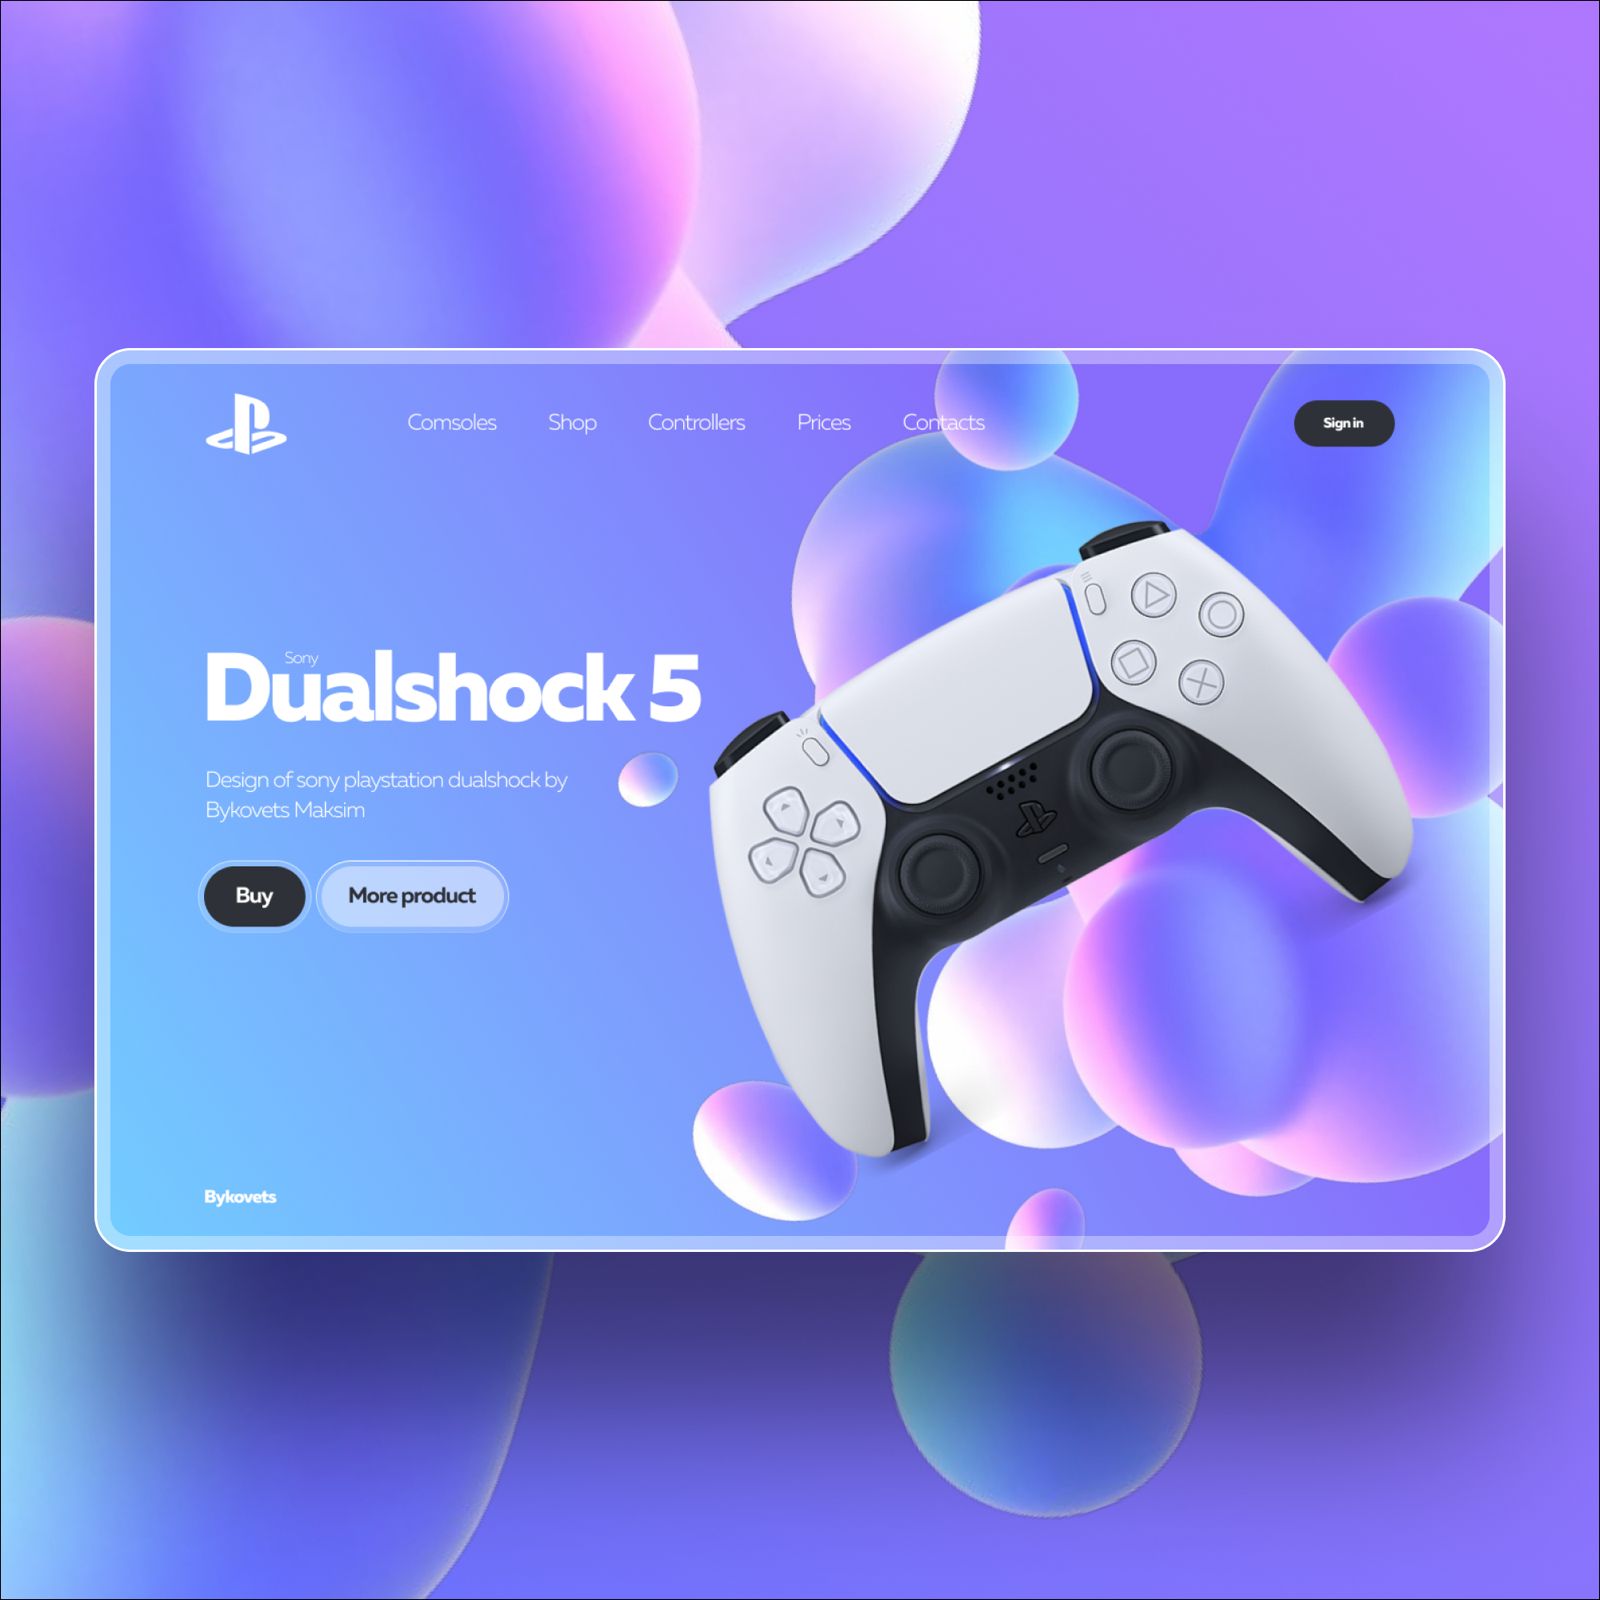 Comsoles Shop Controllers Prices Contacts Sign in
Sony
Dualshock 5
Design of sony playstation dualshock by
Bykovets Maksim
Buy More product
Bykovets